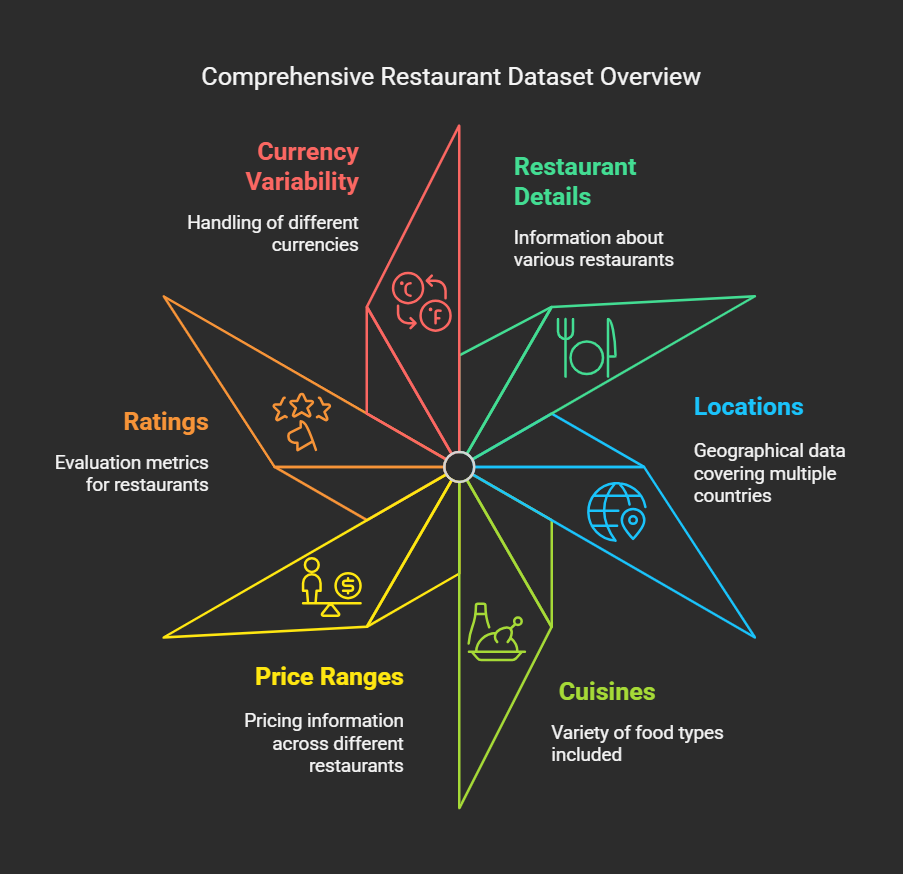 Comprehensive Restaurant Dataset Overview
Currency
Variability
Handling of different
currencies
°C
°F
Restaurant
Details
Information about
various restaurants
Ratings
Evaluation metrics
for restaurants
Locations
Geographical data
covering multiple
countries
$
Price Ranges
Pricing information
across different
restaurants
Cuisines
Variety of food types
included